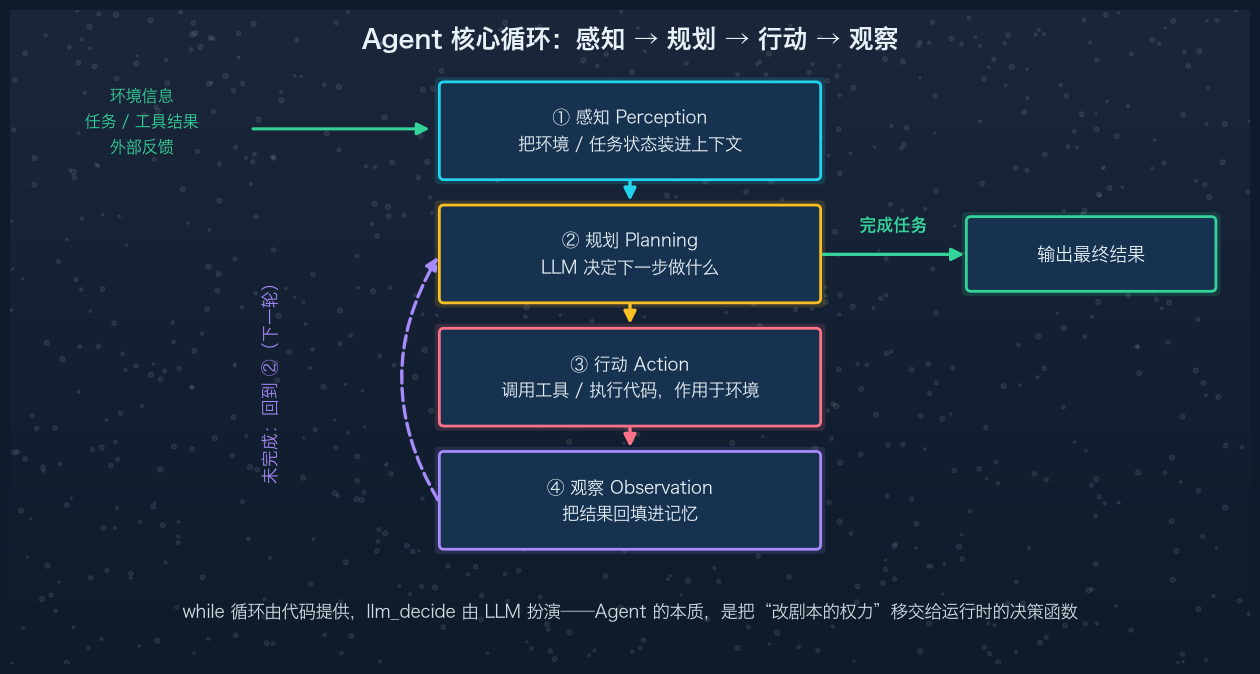 Agent 核心循环：感知 → 规划 → 行动 → 观察
环境信息
任务 / 工具结果
外部反馈
① 感知 Perception
把环境 / 任务状态装进上下文
② 规划 Planning
LLM 决定下一步做什么
完成任务
输出最终结果
③ 行动 Action
调用工具 / 执行代码，作用于环境
未完成：回到 ②（下一轮）
④ 观察 Observation
把结果回填进记忆
while 循环由代码提供，llm_decide 由 LLM 扮演——Agent 的本质，是把“改剧本的权力”移交给运行时的决策函数